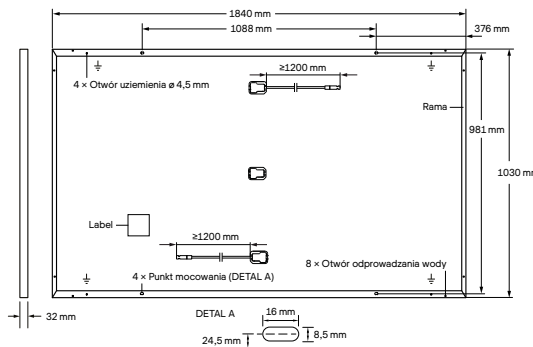 1840 mm
1088 mm
376 mm
4 × Otwór uziemienia ø 4,5 mm
≥1200 mm
Rama
981 mm
1030 mm
Label
≥1200 mm
8 × Otwór odprowadzania wody
4 × Punkt mocowania (DETAL A)
32 mm
DETAL A
16 mm
24,5 mm
8,5 mm